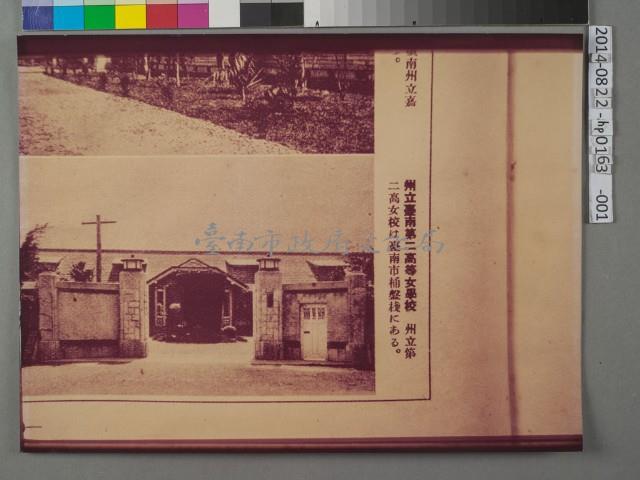 州立臺南第二高等女學校 州立第
二高女校は臺南市桶盤棧にある。
南州立嘉
。
臺南市政府文化局
2014-0822-hp0163-001